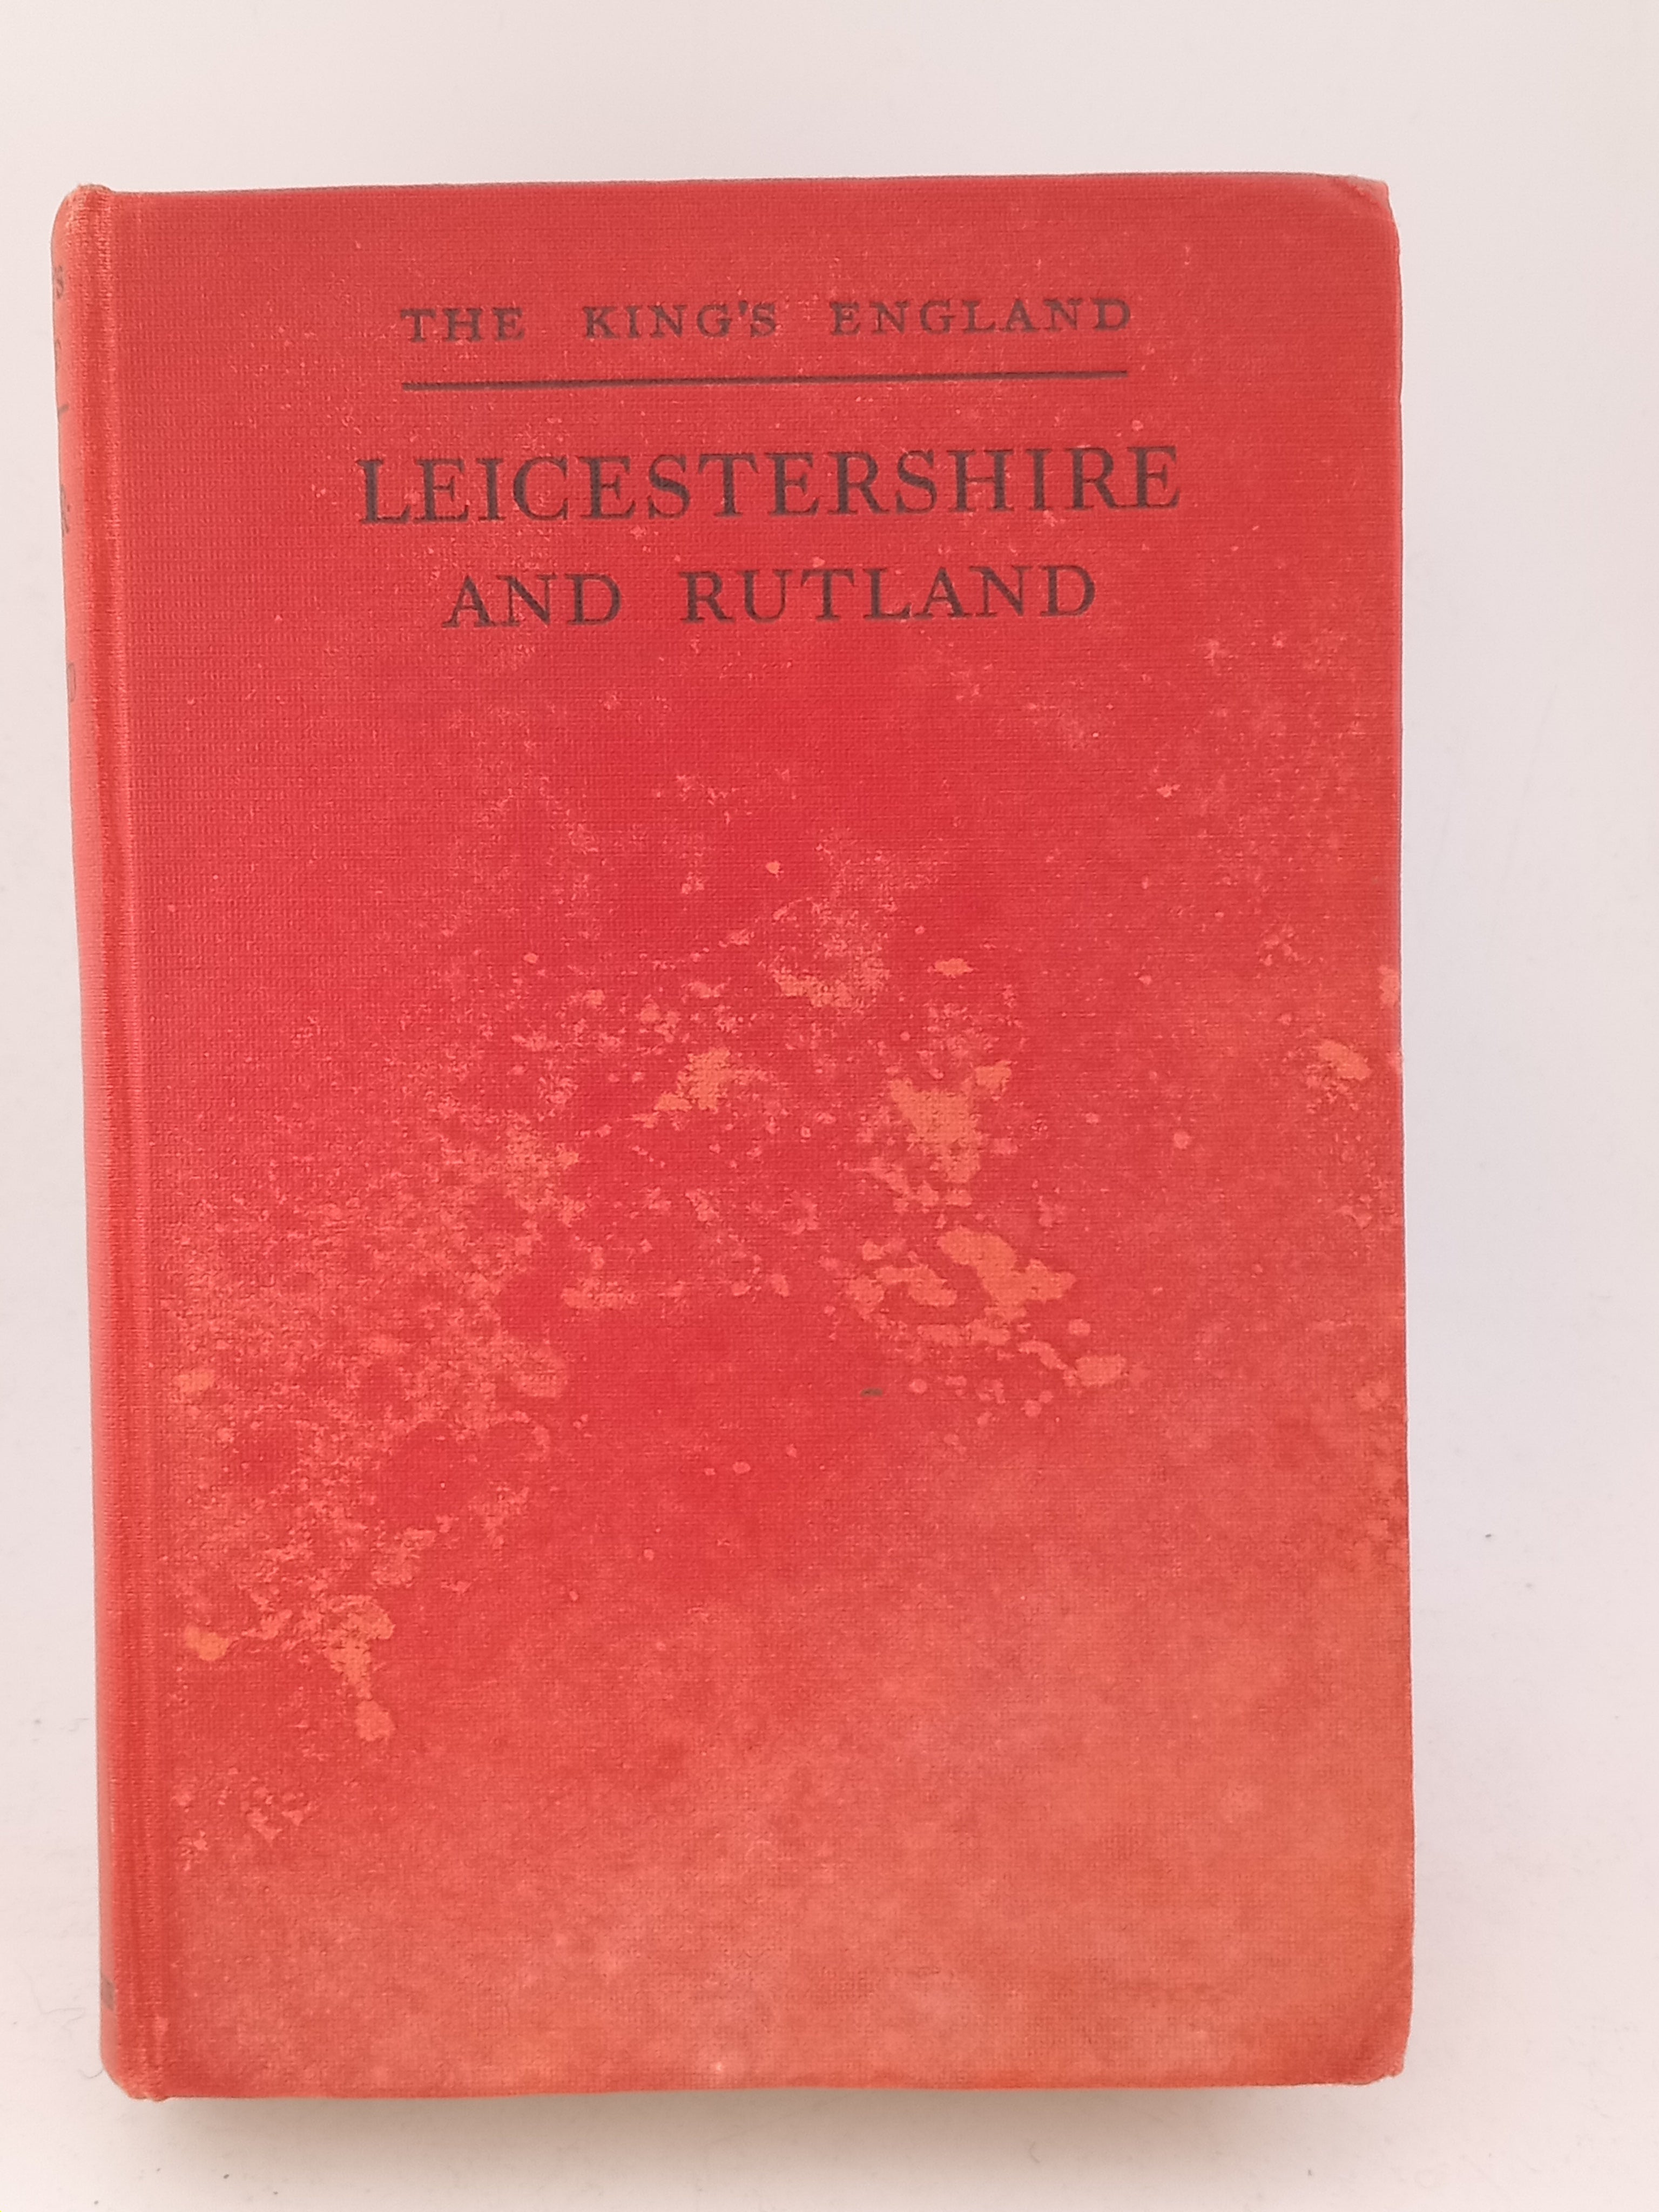 THE KING'S ENGLAND
LEICESTERSHIRE
AND RUTLAND